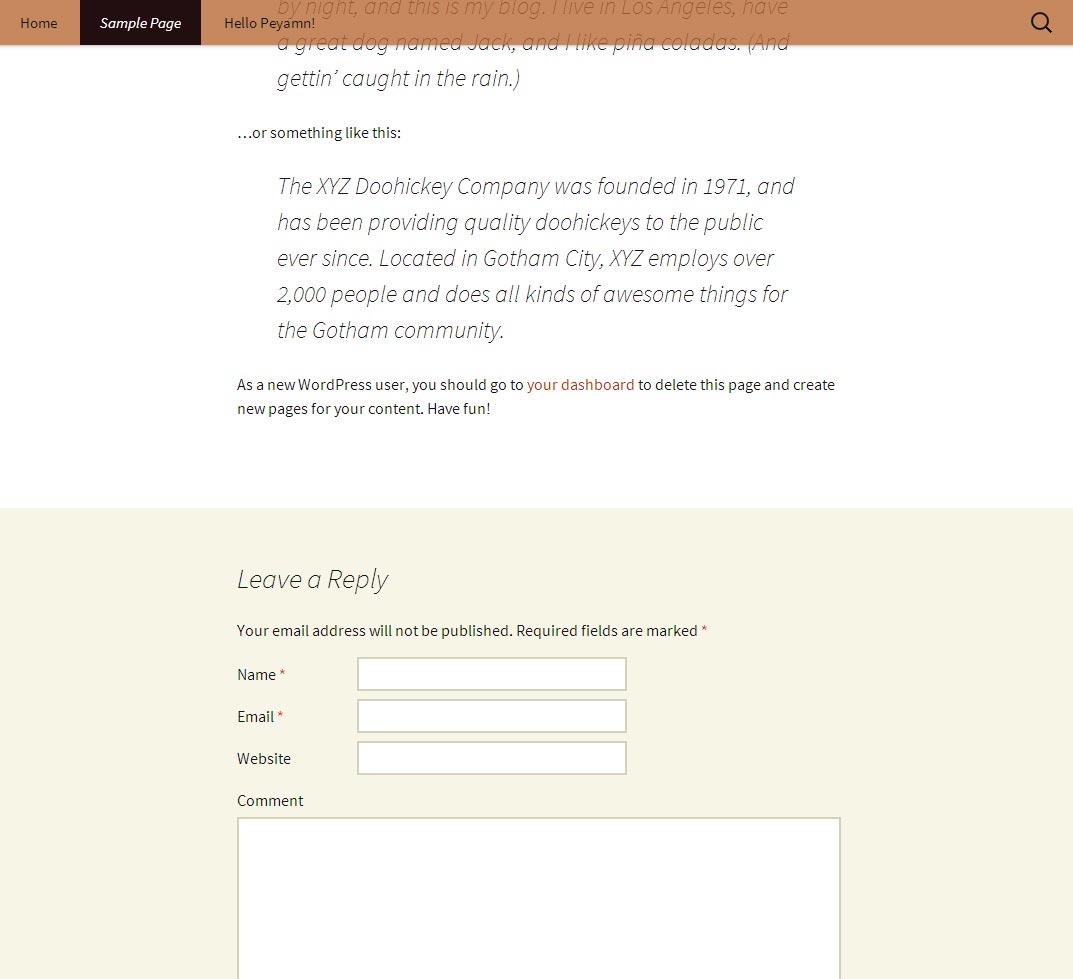 Home Sample Page Hello Peyamn!
by night, and this is my blog. I live in Los Angeles, have
a great dog named Jack, and I like piña coladas. (And
gettin’ caught in the rain.)
…or something like this:
The XYZ Doohickey Company was founded in 1971, and
has been providing quality doohickeys to the public
ever since. Located in Gotham City, XYZ employs over
2,000 people and does all kinds of awesome things for
the Gotham community.
As a new WordPress user, you should go to your dashboard to delete this page and create
new pages for your content. Have fun!
Leave a Reply
Your email address will not be published. Required fields are marked *
Name *
Email *
Website
Comment